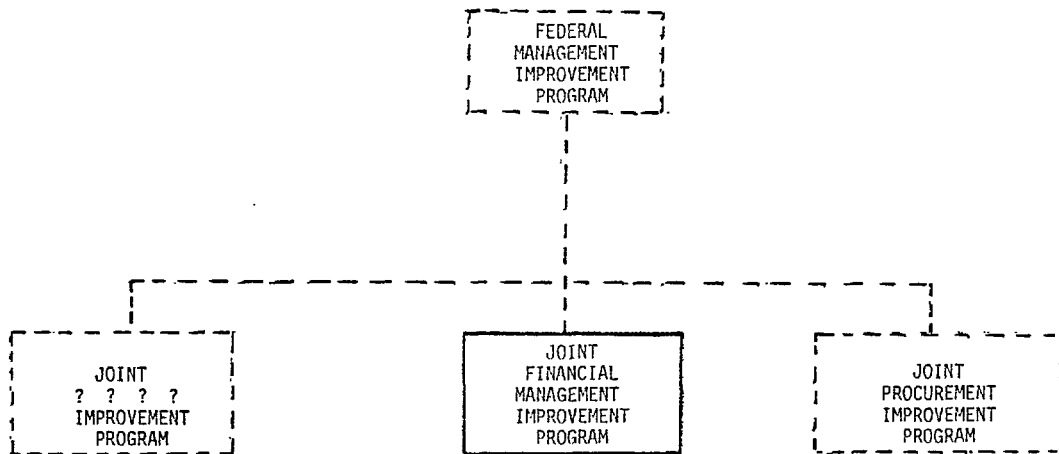 FEDERAL
MANAGEMENT
IMPROVEMENT
PROGRAM
JOINT
? ? ? ?
IMPROVEMENT
PROGRAM
JOINT
FINANCIAL
MANAGEMENT
IMPROVEMENT
PROGRAM
JOINT
PROCUREMENT
IMPROVEMENT
PROGRAM